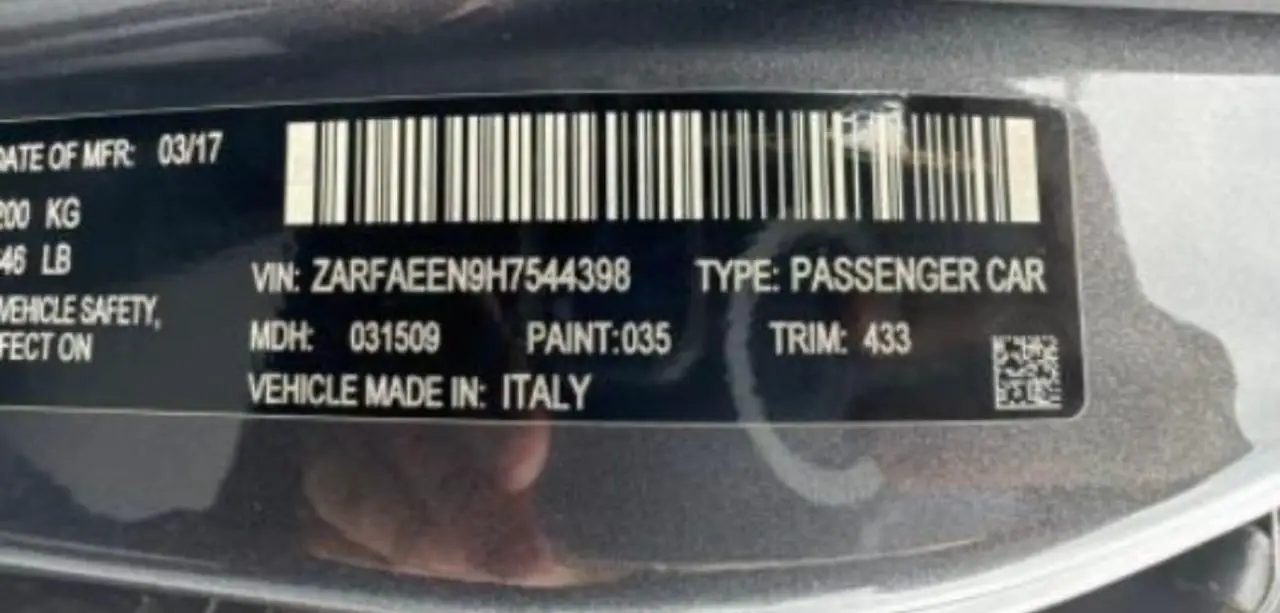 DATE OF MFR: 03/17
200 KG
46 LB
VEHICLE SAFETY,
FECT ON
VIN: ZARFAEEN9H7544398 TYPE: PASSENGER CAR
MDH: 031509 PAINT:035 TRIM: 433
VEHICLE MADE IN: ITALY